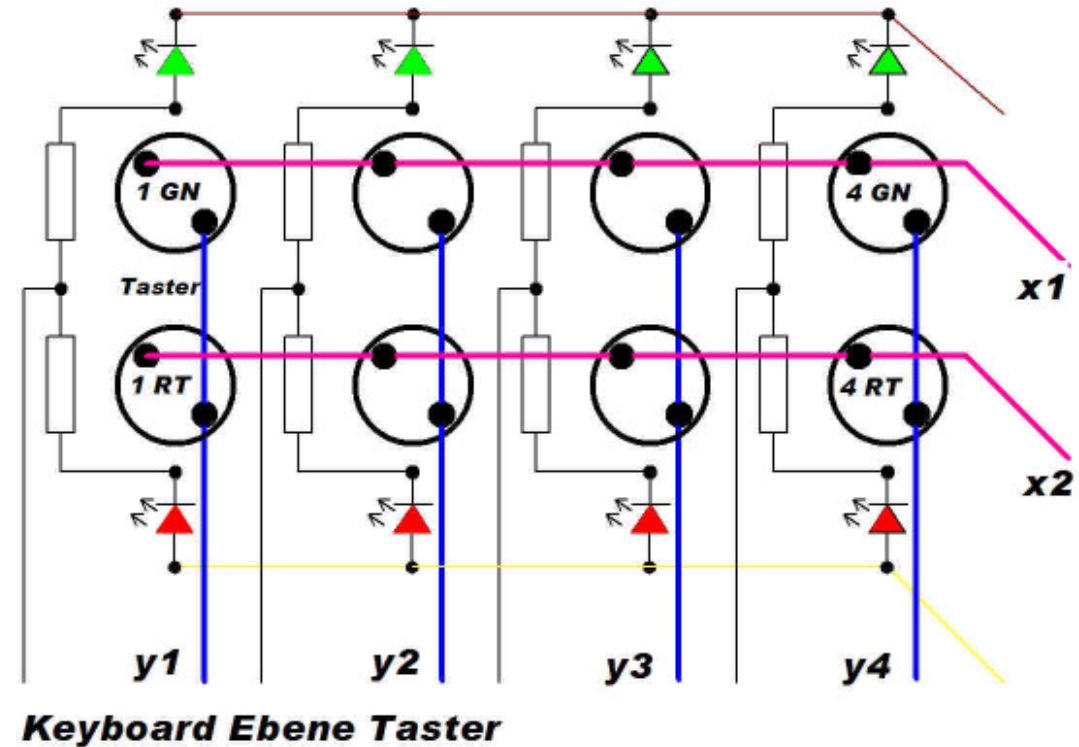 1 GN
4 GN
x1
Taster
1 RT
4 RT
x2
y1
y2
y3
y4
Keyboard Ebene Taster